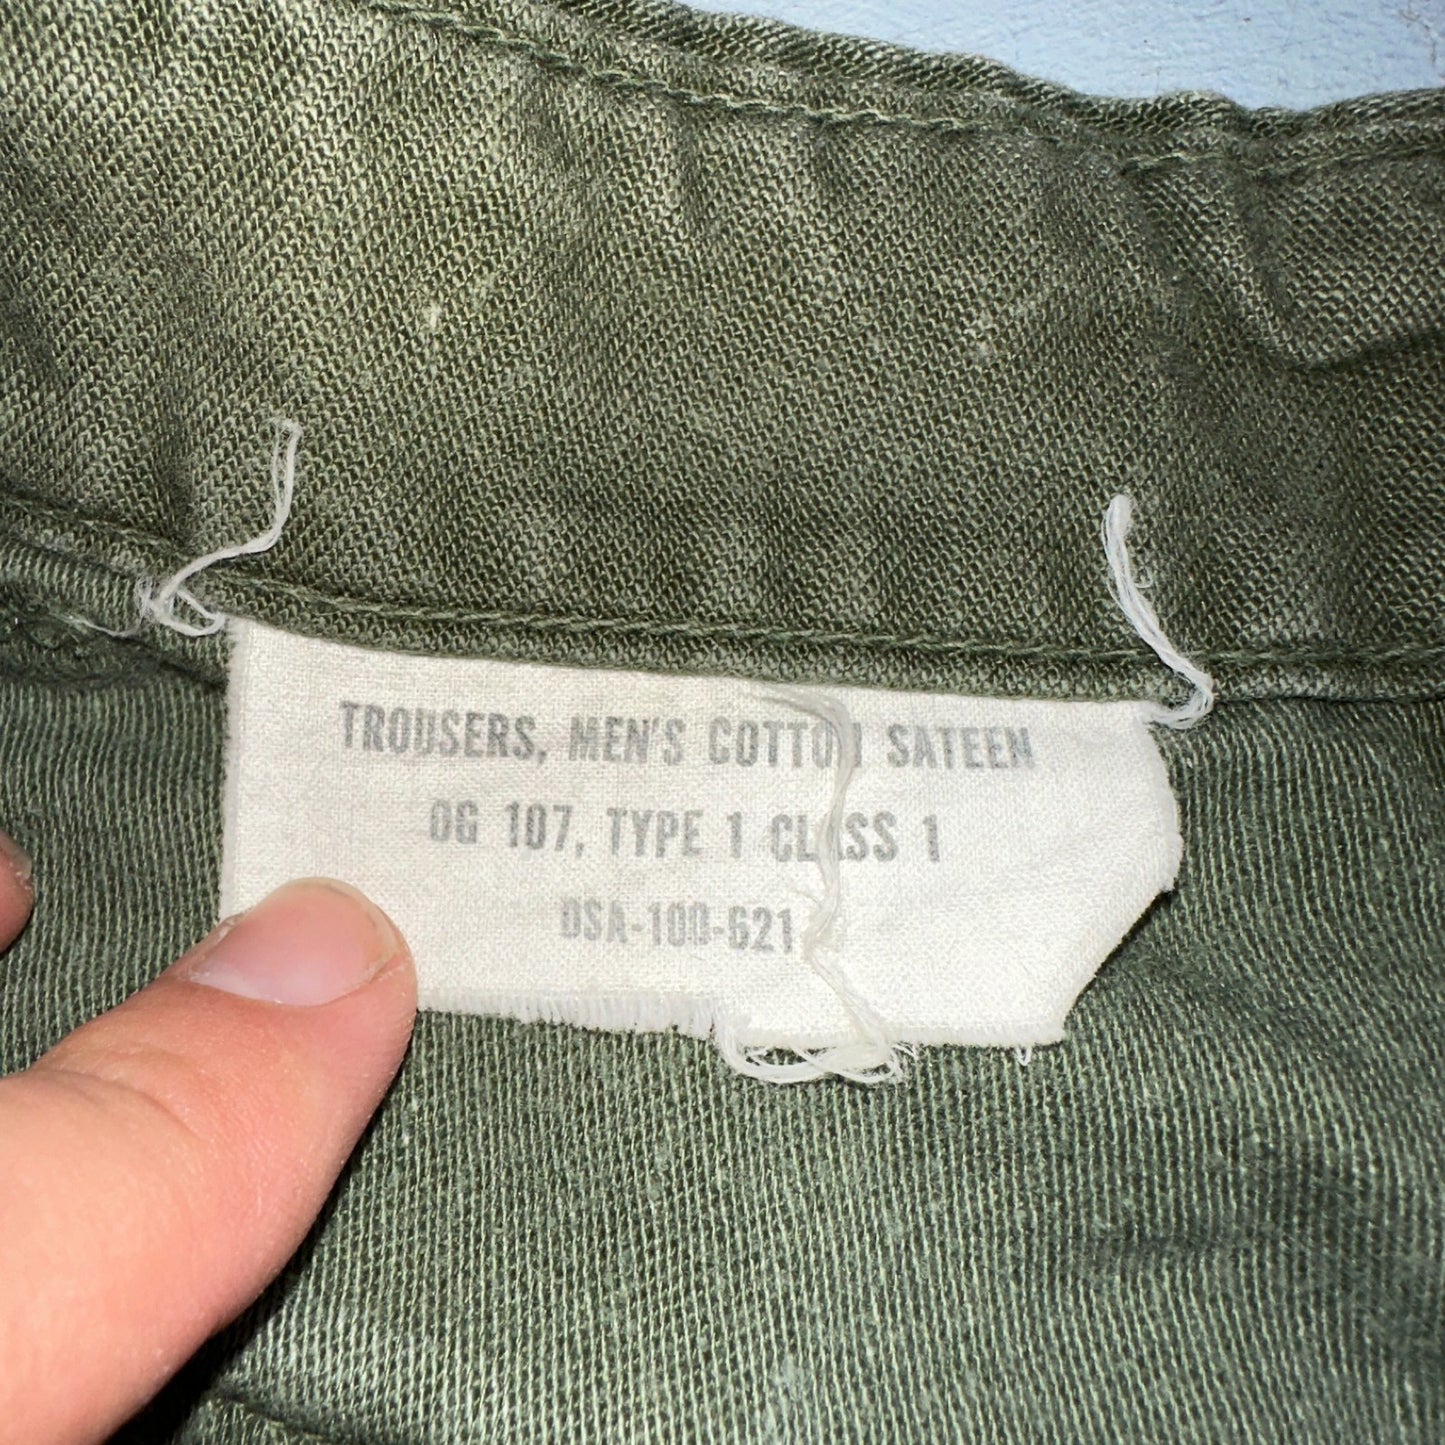 TROUSERS, MEN'S COTTON SATEEN
OG 107, TYPE 1 CLASS 1
DSA-100-621